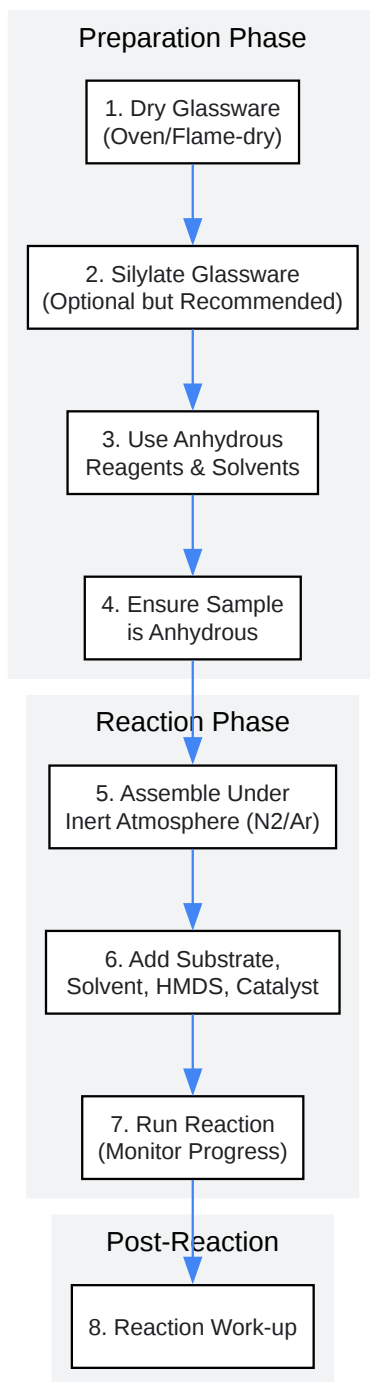 Preparation Phase
1. Dry Glassware
(Oven/Flame-dry)
2. Silylate Glassware
(Optional but Recommended)
3. Use Anhydrous
Reagents & Solvents
4. Ensure Sample
is Anhydrous
Reaction Phase
5. Assemble Under
Inert Atmosphere (N2/Ar)
6. Add Substrate,
Solvent, HMDS, Catalyst
7. Run Reaction
(Monitor Progress)
Post-Reaction
8. Reaction Work-up